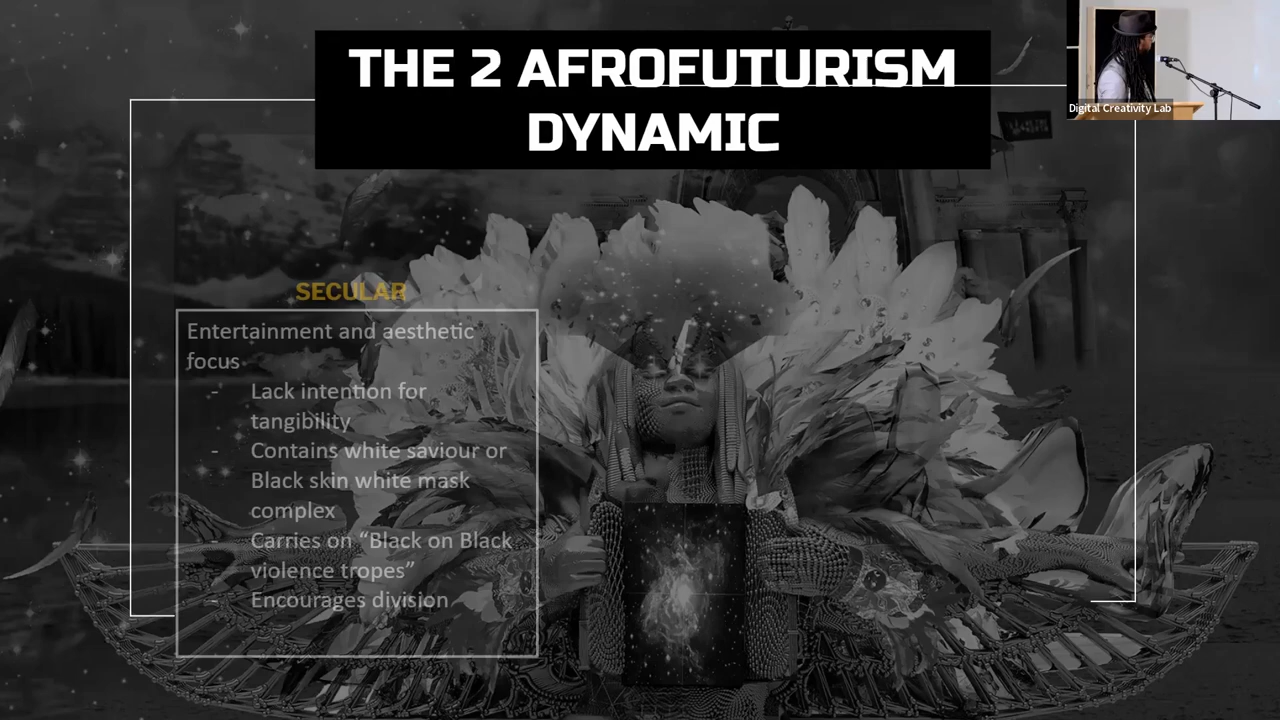 THE 2 AFROFUTURISM
DYNAMIC
Digital Creativity Lab
SECULAR
Entertainment and aesthetic
focus
- Lack intention for
tangibility
- Contains white saviour or
Black skin white mask
complex
- Carries on “Black on Black
violence tropes”
- Encourages division